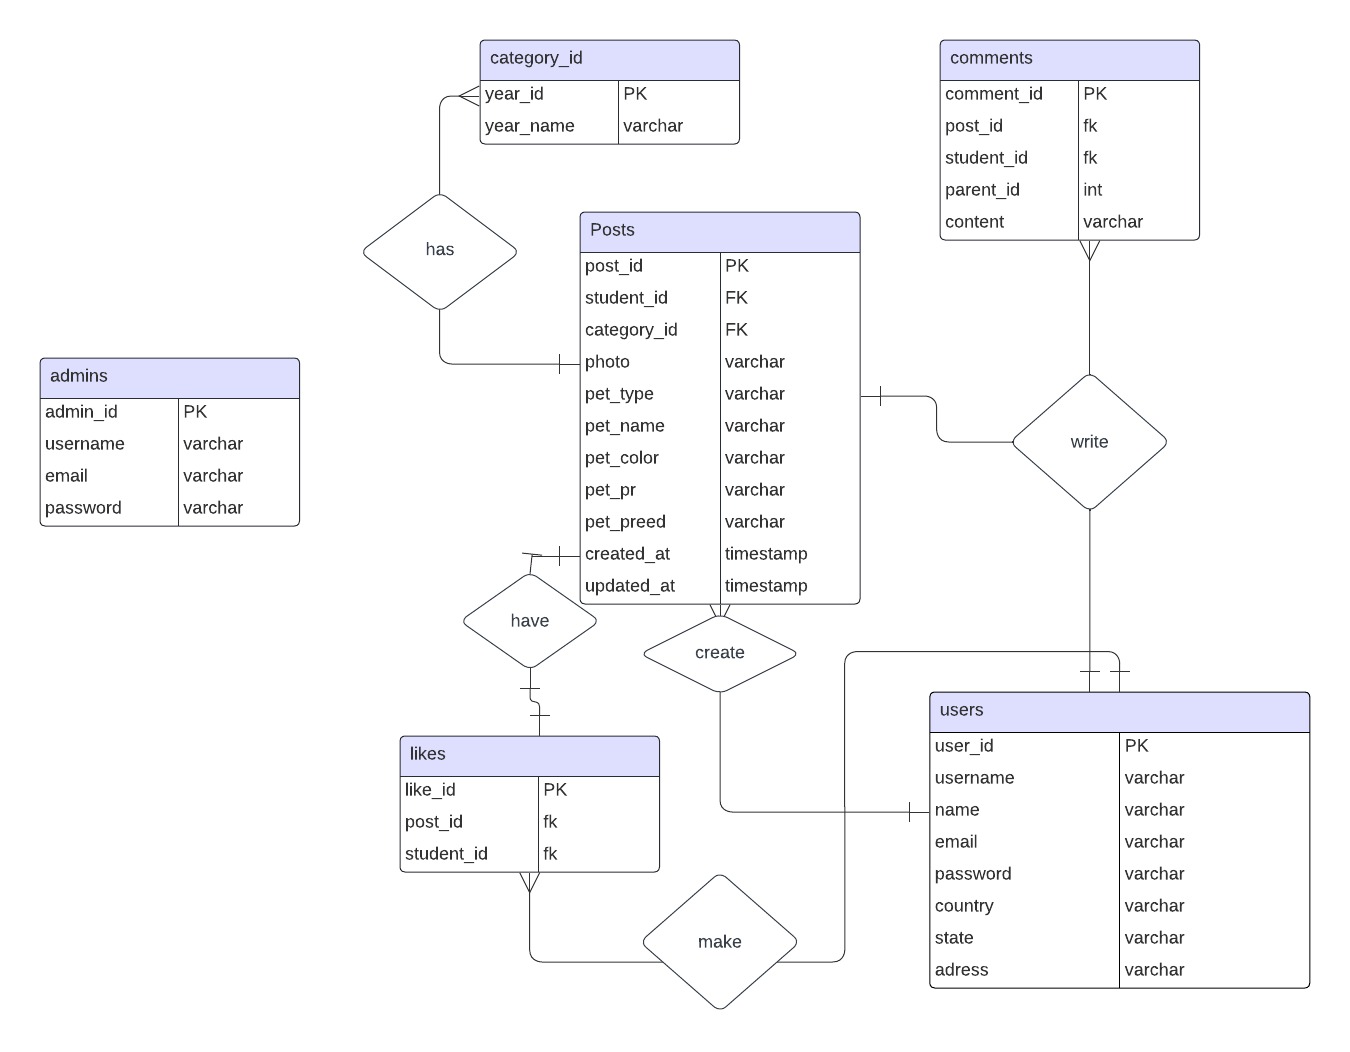 category_id
year_id PK
year_name varchar
comments
comment_id PK
post_id fk
student_id fk
parent_id int
content varchar
has
Posts
post_id PK
student_id FK
category_id FK
photo varchar
pet_type varchar
pet_name varchar
pet_color varchar
pet_pr varchar
pet_preed varchar
created_at timestamp
updated_at timestamp
admins
admin_id PK
username varchar
email varchar
password varchar
write
have
create
likes
like_id PK
post_id fk
student_id fk
users
user_id PK
username varchar
name varchar
email varchar
password varchar
country varchar
state varchar
adress varchar
make